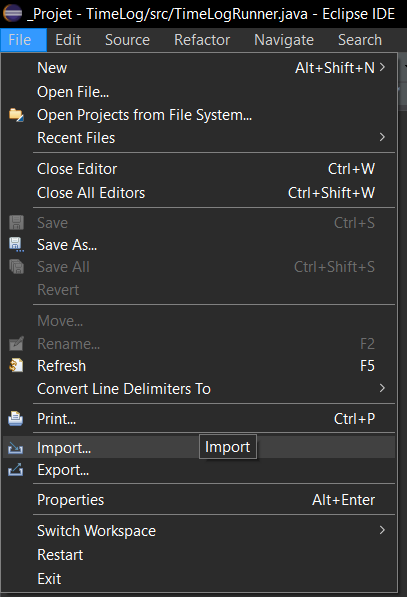 _Projet - TimeLog/src/TimeLogRunner.java - Eclipse IDE
File Edit Source Refactor Navigate Search
New Alt+Shift+N >
Open File...
Open Projects from File System...
Recent Files >
Close Editor Ctrl+W
Close All Editors Ctrl+Shift+W
Save Ctrl+S
Save As...
Save All Ctrl+Shift+S
Revert
Move...
Rename... F2
Refresh F5
Convert Line Delimiters To >
Print... Ctrl+P
Import... Import
Export...
Properties Alt+Enter
Switch Workspace >
Restart
Exit